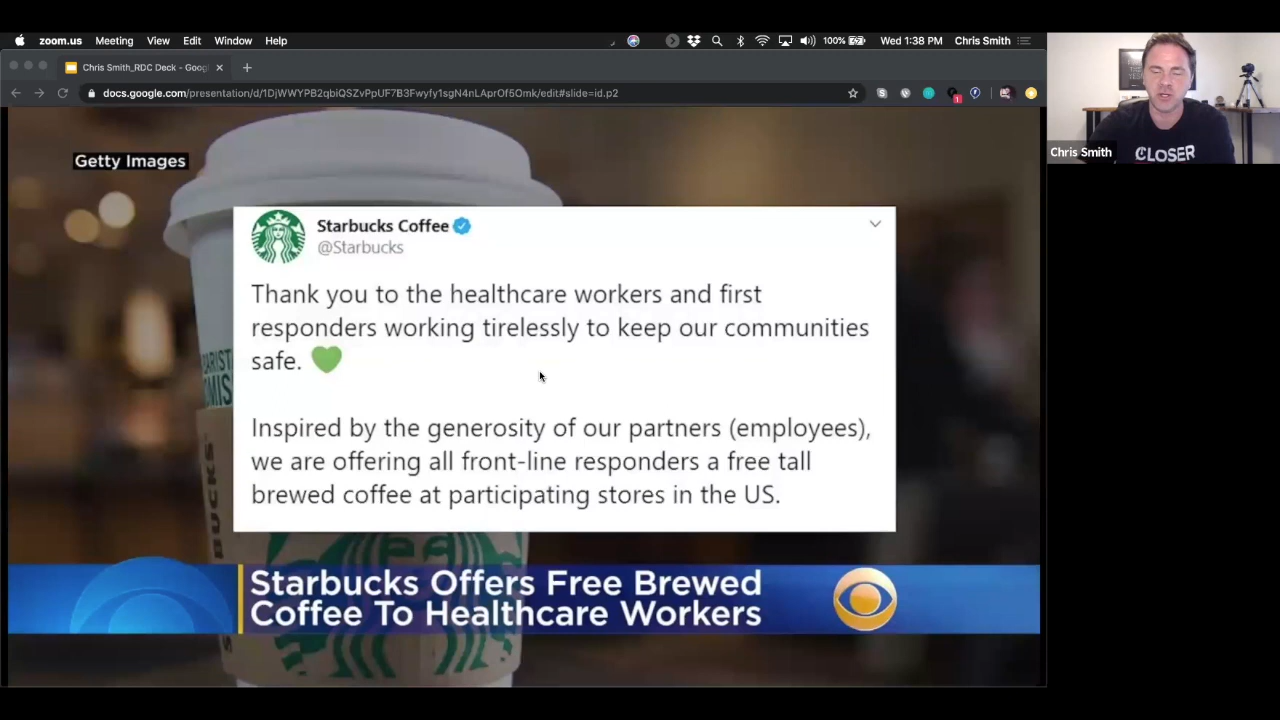 zoom.us Meeting View Edit Window Help
100% Wed 1:38 PM Chris Smith
Chris Smith_RDC Deck - Goog
docs.google.com/presentation/d/1DjWWYPB2qbiQSZvPpUF7B3Fwyfy1sgN4nLAprOf6Omk/edit#slide=id.p2
1
Getty Images
Starbucks Coffee
@Starbucks
Thank you to the healthcare workers and first
responders working tirelessly to keep our communities
safe. 💚
Inspired by the generosity of our partners (employees),
we are offering all front-line responders a free tall
brewed coffee at participating stores in the US.
Starbucks Offers Free Brewed
Coffee To Healthcare Workers
Chris Smith
CLOSER